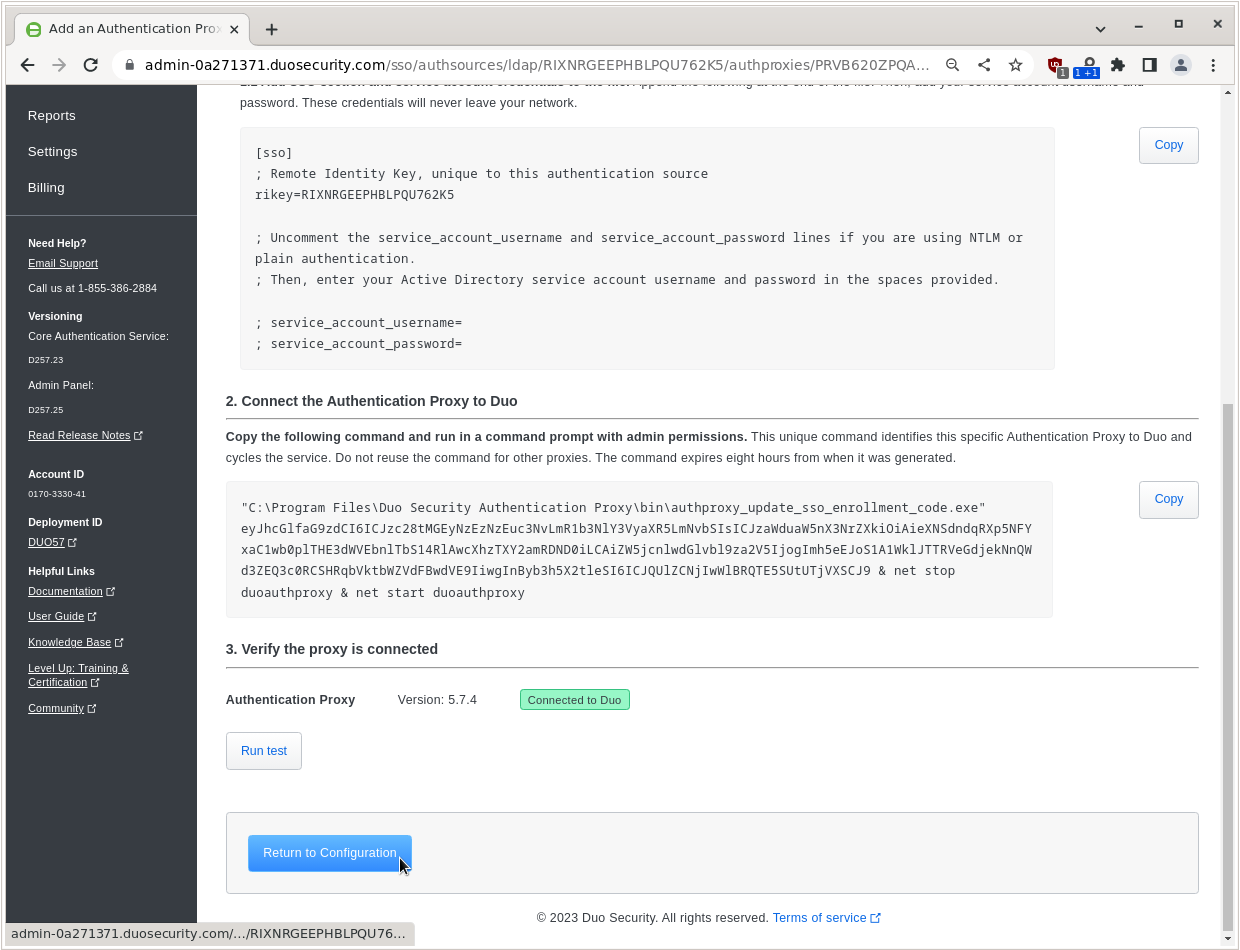 Add an Authentication Pro
admin-0a271371.duosecurity.com/sso/authsources/ldap/RIXNRGEEPHBLPQU762K5/authproxies/PRVB620ZPQA...
1
1 +1
Reports
Settings
Billing
Need Help?
Email Support
Call us at 1-855-386-2884
Versioning
Core Authentication Service:
D257.23
Admin Panel:
D257.25
Read Release Notes
Account ID
0170-3330-41
Deployment ID
DUO57
Helpful Links
Documentation
User Guide
Knowledge Base
Level Up: Training &
Certification
Community
password. These credentials will never leave your network.
[sso]
; Remote Identity Key, unique to this authentication source
rikey=RIXNRGEEPHBLPQU762K5
; Uncomment the service_account_username and service_account_password lines if you are using NTLM or
plain authentication.
; Then, enter your Active Directory service account username and password in the spaces provided.
; service_account_username=
; service_account_password=
Copy
2. Connect the Authentication Proxy to Duo
Copy the following command and run in a command prompt with admin permissions. This unique command identifies this specific Authentication Proxy to Duo and
cycles the service. Do not reuse the command for other proxies. The command expires eight hours from when it was generated.
"C:\Program Files\Duo Security Authentication Proxy\bin\authproxy_update_sso_enrollment_code.exe"
eyJhcGlfaG9zdCI6ICJzc28tMGEyNzEzNzEuc3NvLmR1b3NlY3VyaXR5LmNvbSIsICJzaWduaW5nX3NrZXkiOiAieXNSdndqRXp5NFY
xaC1wb0plTHE3dWVEbnlTbS14RlAwcXhzTXY2amRDND0iLCAiZW5jcnlwdGlvbl9za2V5IjogImh5eEJoS1A1WklJTTRVeGdjekNnQW
d3ZEQ3c0RCSHRqbVktbWZVdFBwdVE9IiwgInByb3h5X2tleSI6ICJQUlZCNjIwWlBRQTE5SUtUTjVXSCJ9 & net stop
duoauthproxy & net start duoauthproxy
Copy
3. Verify the proxy is connected
Authentication Proxy Version: 5.7.4 Connected to Duo
Run test
Return to Configuration
© 2023 Duo Security. All rights reserved. Terms of service
admin-0a271371.duosecurity.com/.../RIXNRGEEPHBLPQU76...